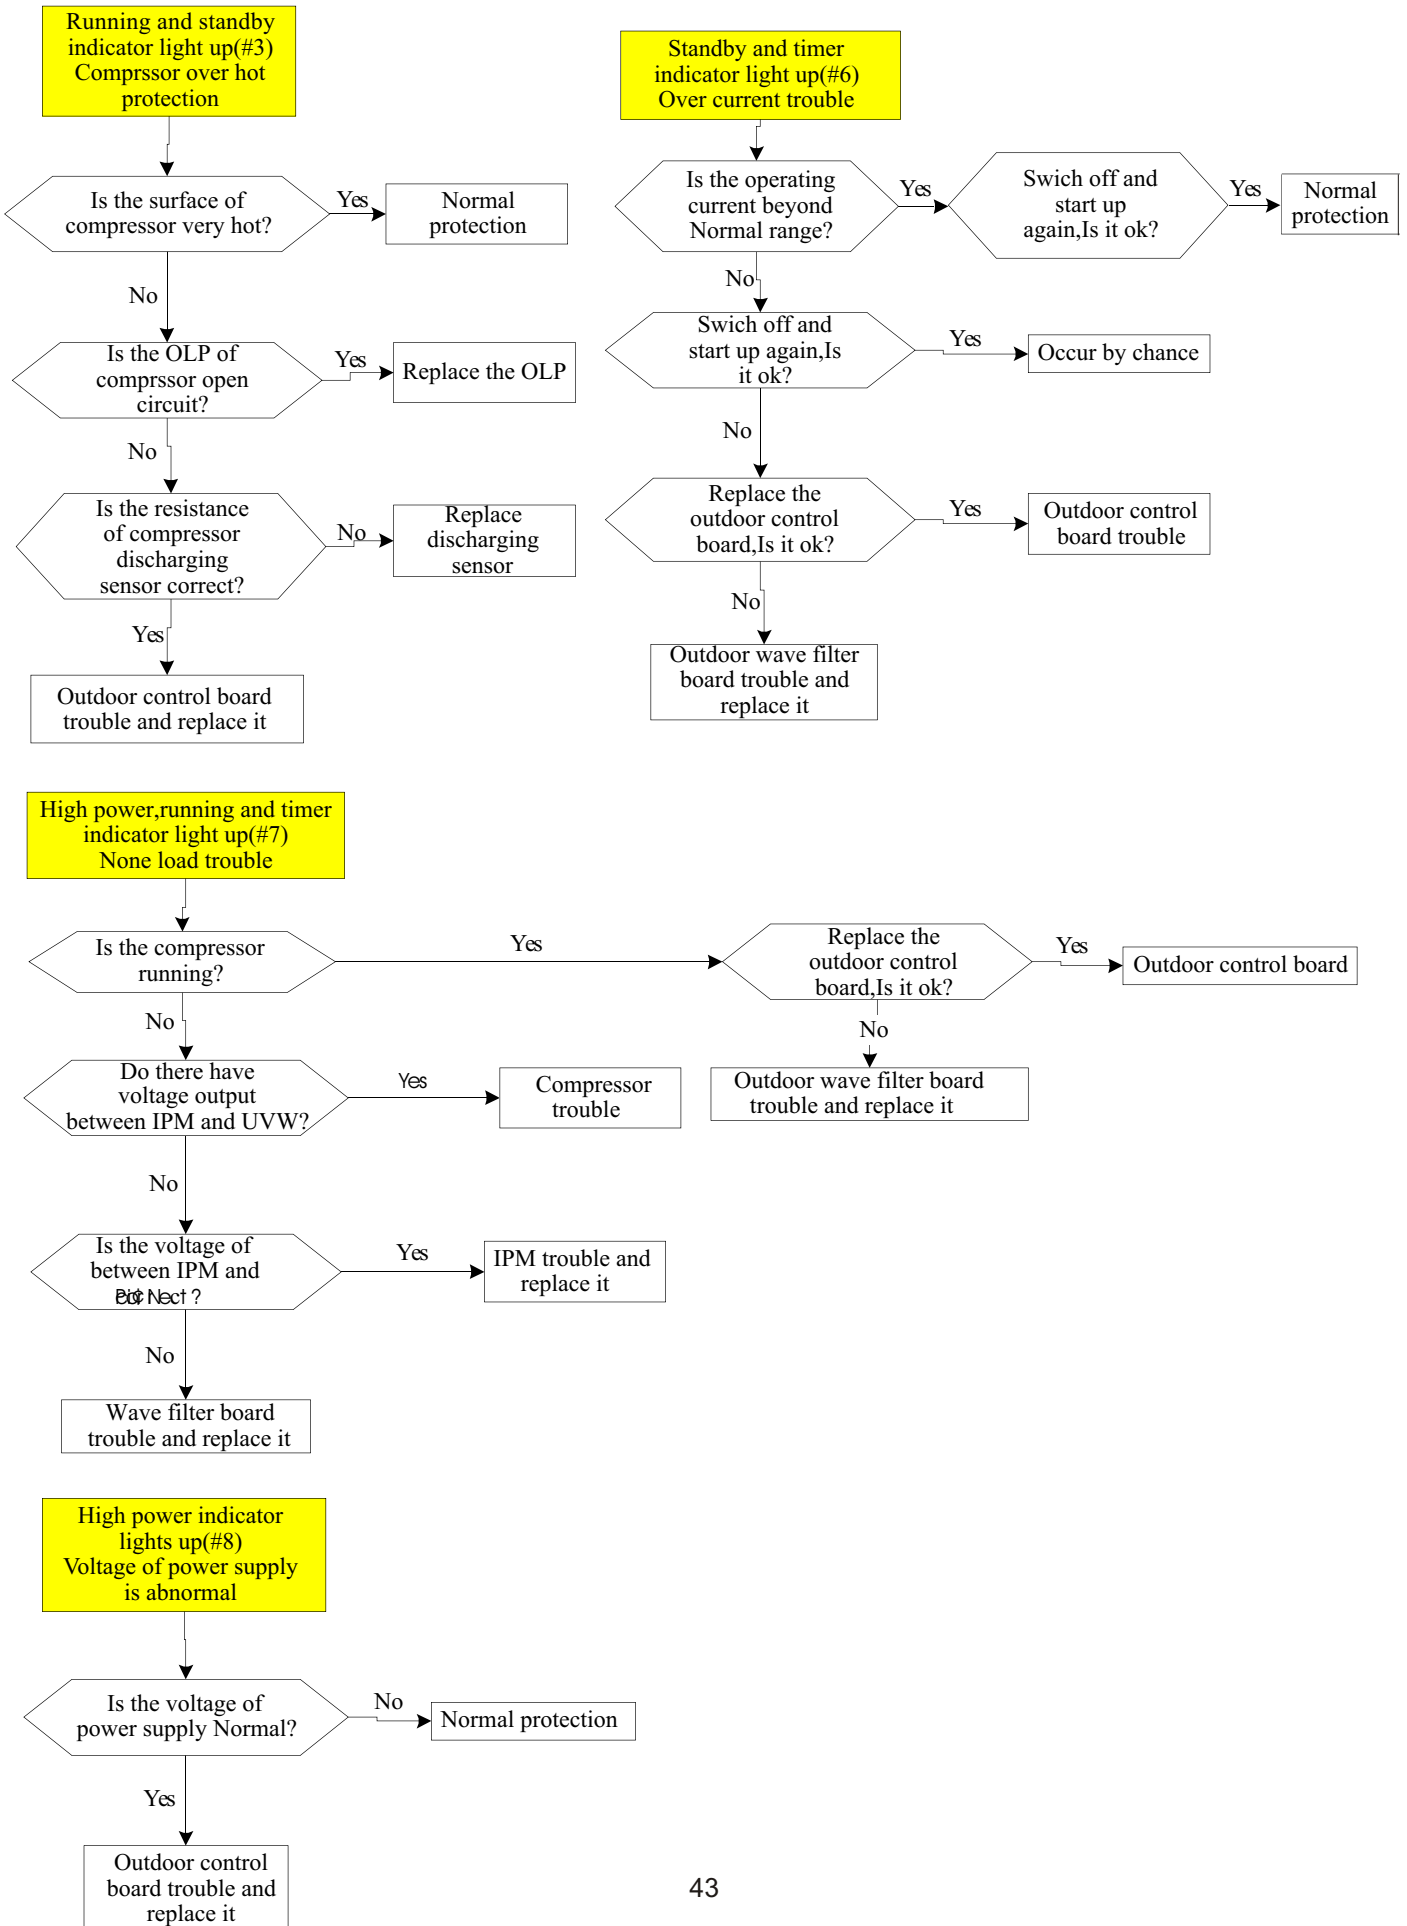 Running and standby
indicator light up(#3)
Comprssor over hot
protection
Is the surface of
compressor very hot?
Yes
Normal
protection
No
Is the OLP of
comprssor open
circuit?
Yes
Replace the OLP
No
Is the resistance
of compressor
discharging
sensor correct?
No
Replace
discharging
sensor
Yes
Outdoor control board
trouble and replace it
Standby and timer
indicator light up(#6)
Over current trouble
Is the operating
current beyond
Normal range?
Yes
Swich off and
start up
again,Is it ok?
Yes
Normal
protection
No
Swich off and
start up again,Is
it ok?
Yes
Occur by chance
No
Replace the
outdoor control
board,Is it ok?
Yes
Outdoor control
board trouble
No
Outdoor wave filter
board trouble and
replace it
High power,running and timer
indicator light up(#7)
None load trouble
Is the compressor
running?
Yes
Replace the
outdoor control
board,Is it ok?
Yes
Outdoor control board
No
Outdoor wave filter board
trouble and replace it
No
Do there have
voltage output
between IPM and UVW?
Yes
Compressor
trouble
No
Is the voltage of
between IPM and
Yes
IPM trouble and
replace it
No
Wave filter board
trouble and replace it
High power indicator
lights up(#8)
Voltage of power supply
is abnormal
Is the voltage of
power supply Normal?
No
Normal protection
Yes
Outdoor control
board trouble and
replace it
43